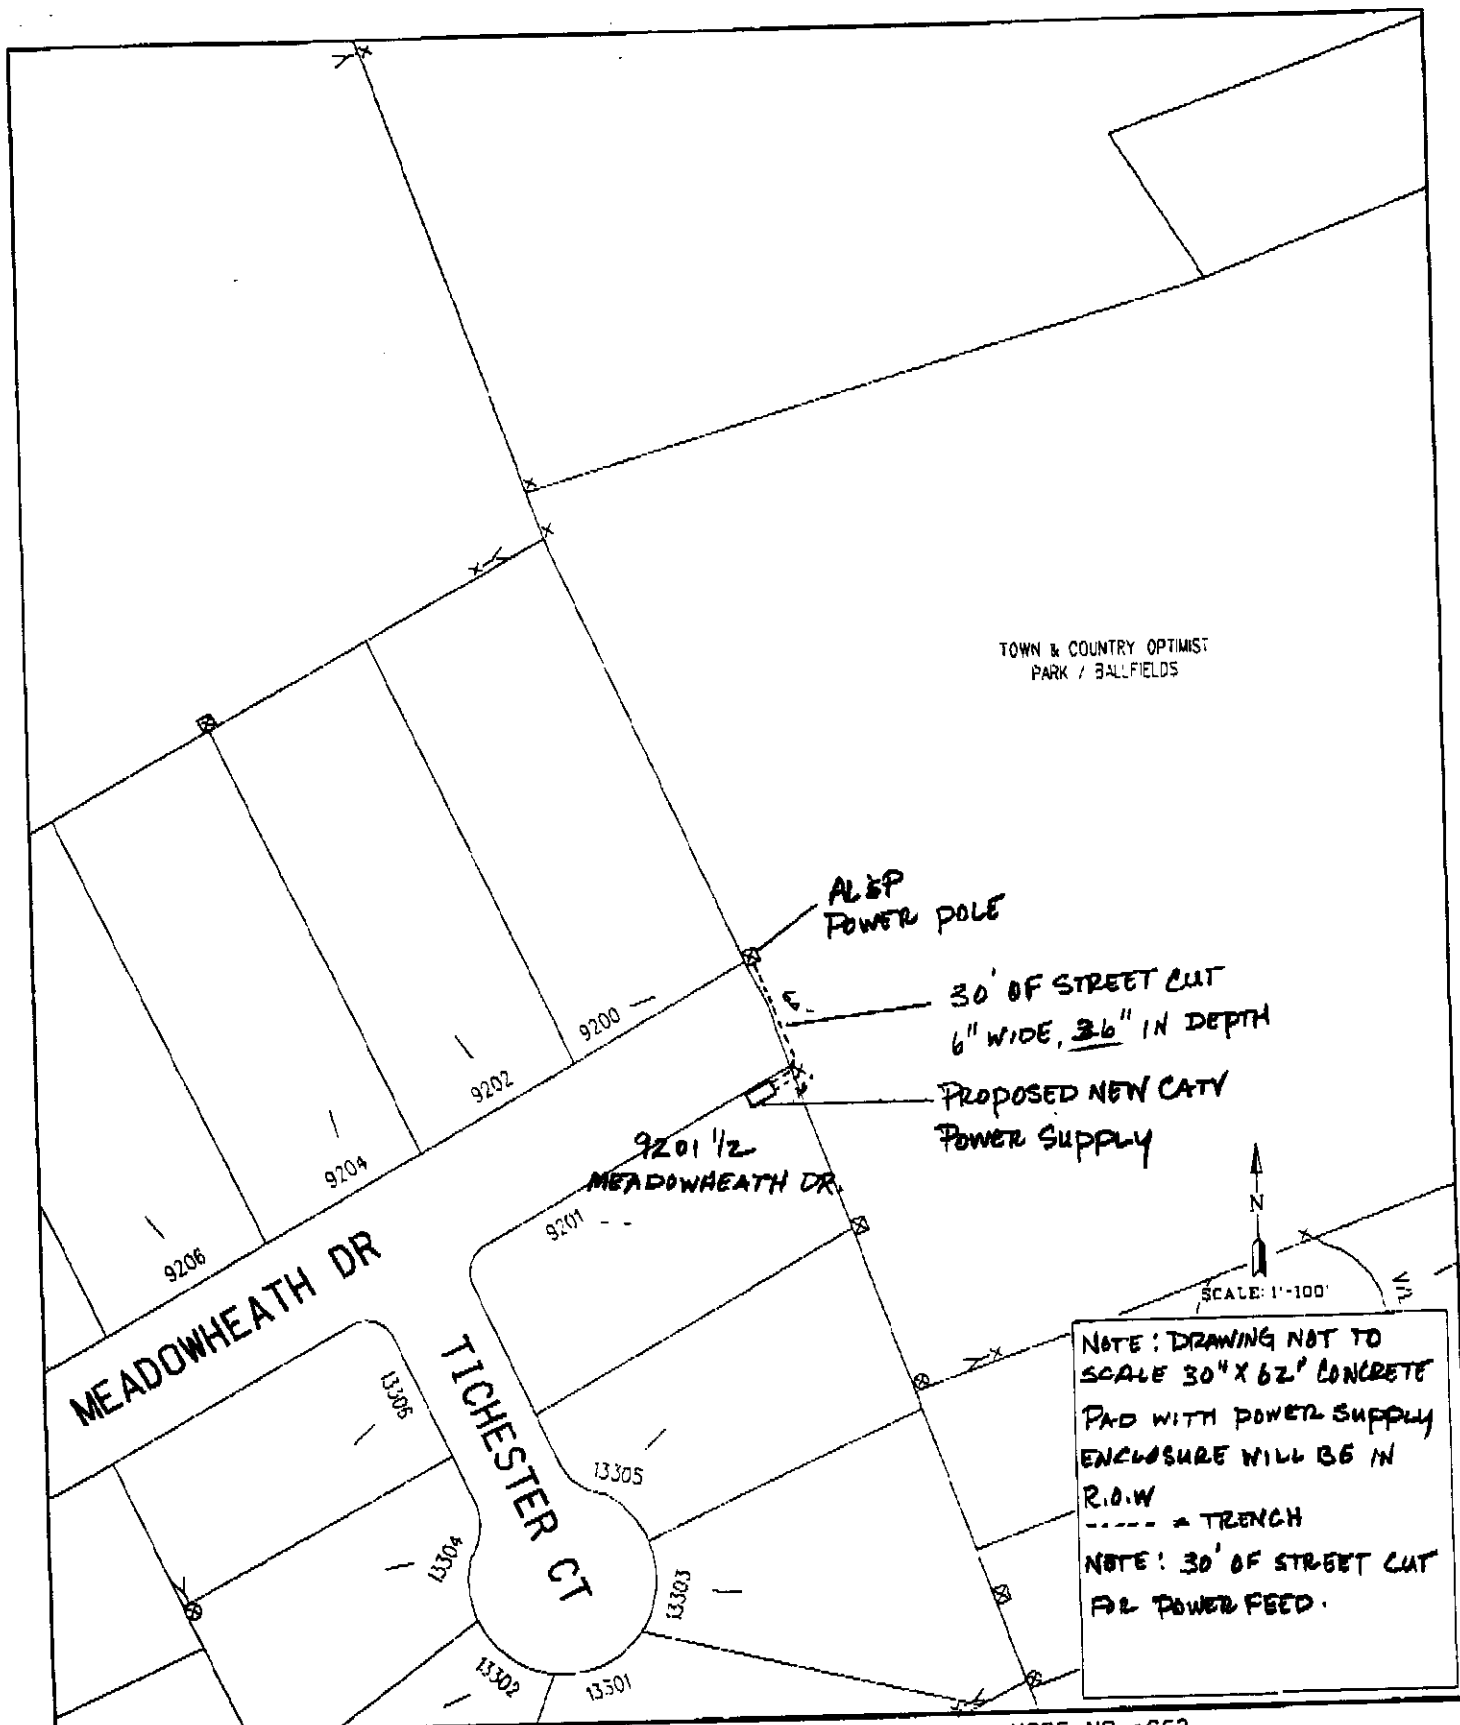 TOWN & COUNTRY OPTIMIST
PARK / BALLFIELDS
AL&P
POWER POLE
60'
30' OF STREET CUT
6" WIDE, 36" IN DEPTH
PROPOSED NEW CATV
POWER SUPPLY
9200
9202
9204
9206
9201 1/2
MEADOWHEATH DR.
9201
MEADOWHEATH DR
TICHESTER CT
13306
13305
13304
13303
13302
13301
N
SCALE: 1"-100'
NOTE: DRAWING NOT TO
SCALE 30" X 62" CONCRETE
PAD WITH POWER SUPPLY
ENCLOSURE WILL BE IN
R.O.W
----- = TRENCH
NOTE: 30' OF STREET CUT
FOR POWER FEED.